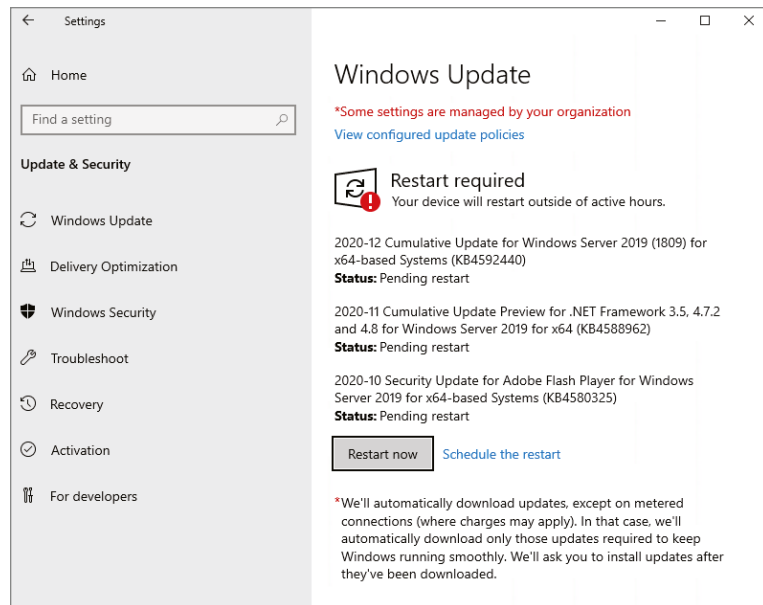 Settings
Home
Find a setting
Update & Security
Windows Update
Delivery Optimization
Windows Security
Troubleshoot
Recovery
Activation
For developers
Windows Update
*Some settings are managed by your organization
View configured update policies
Restart required
Your device will restart outside of active hours.
2020-12 Cumulative Update for Windows Server 2019 (1809) for
x64-based Systems (KB4592440)
Status: Pending restart
2020-11 Cumulative Update Preview for .NET Framework 3.5, 4.7.2
and 4.8 for Windows Server 2019 for x64 (KB4588962)
Status: Pending restart
2020-10 Security Update for Adobe Flash Player for Windows
Server 2019 for x64-based Systems (KB4580325)
Status: Pending restart
Restart now
Schedule the restart
*We'll automatically download updates, except on metered
connections (where charges may apply). In that case, we'll
automatically download only those updates required to keep
Windows running smoothly. We'll ask you to install updates after
they've been downloaded.